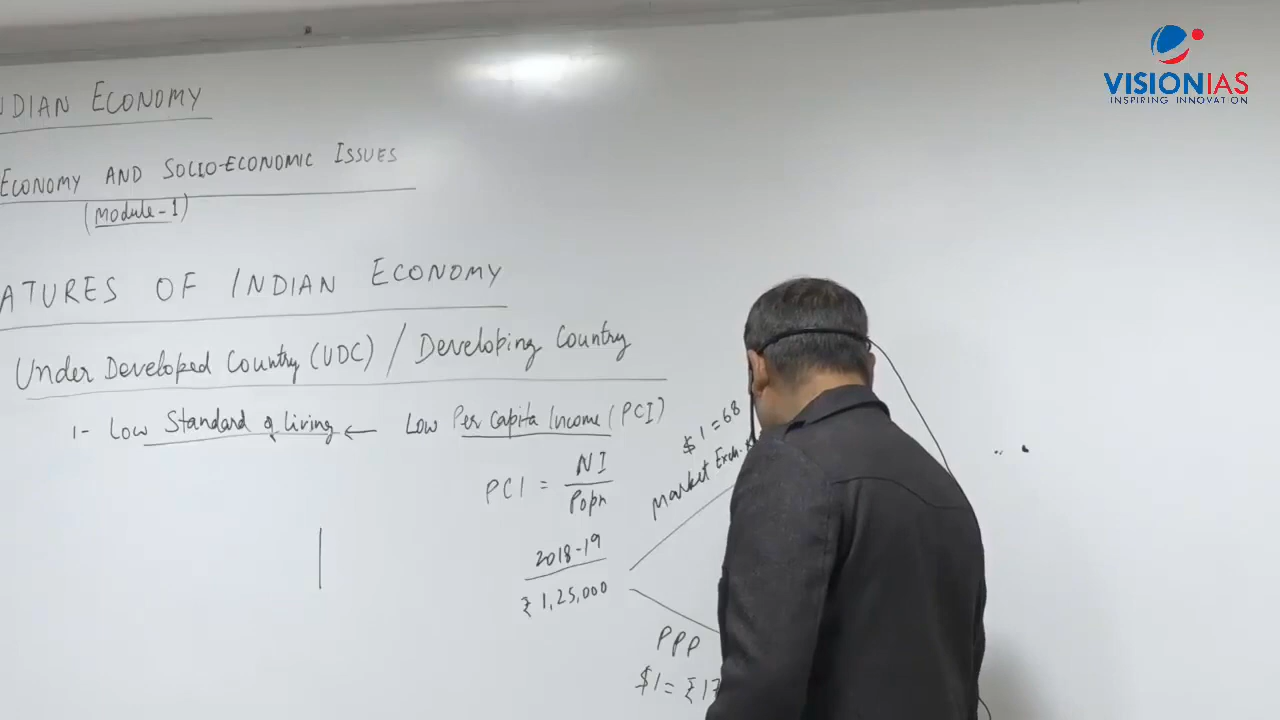 VISIONIAS
INSPIRING INNOVATION
NDIAN ECONOMY
ECONOMY AND SOCIO-ECONOMIC ISSUES
(Module-1)
ATURES OF INDIAN ECONOMY
Under Developed Country (UDC) / Developing Country
1- Low Standard of Living ← Low Per Capita Income (PCI)
PCI = NI
Popn
2018-19
₹ 1,25,000
$ 1 = 68
Market Exch.
PPP
$1 = ₹ 17